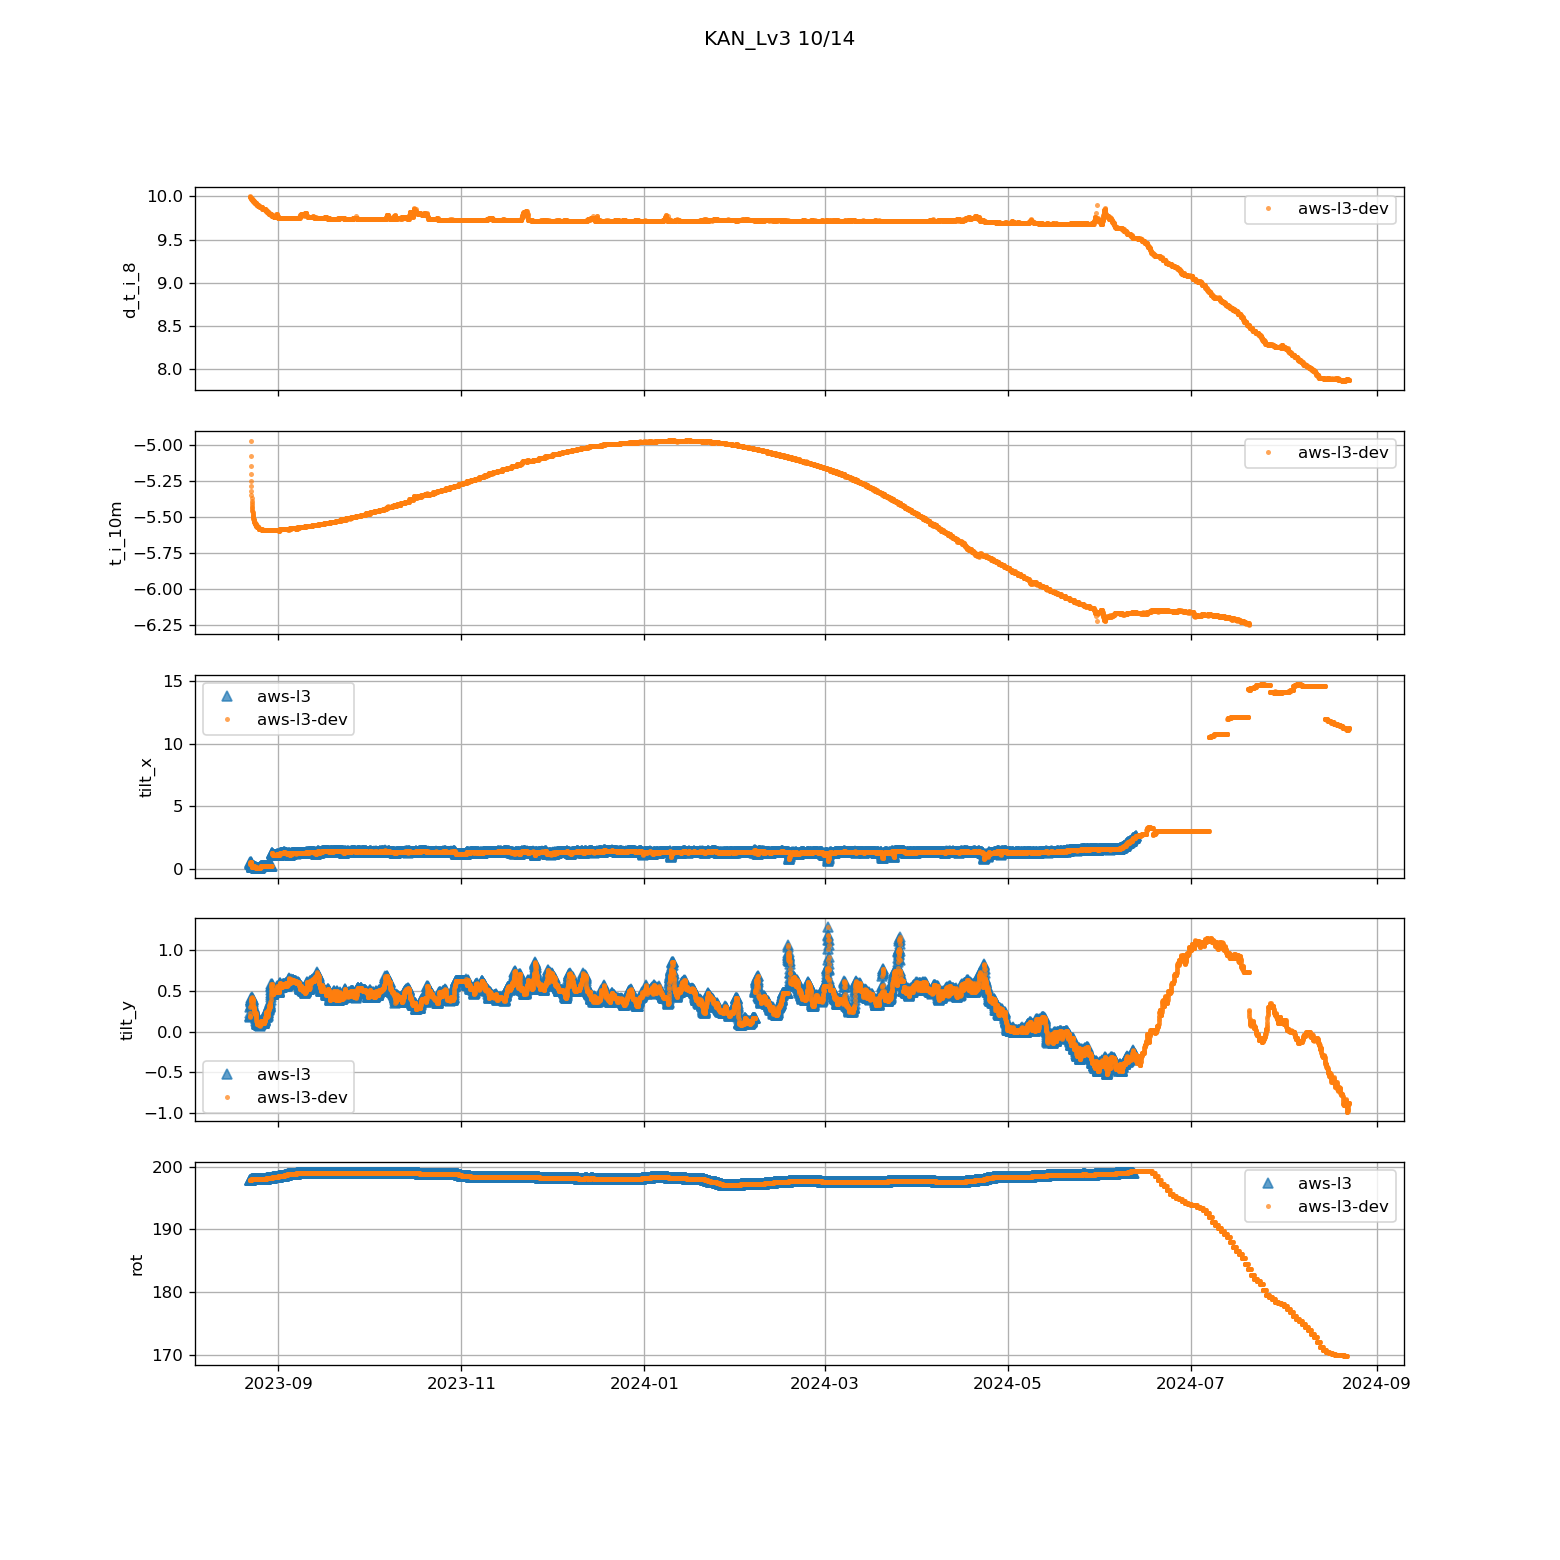 KAN_Lv3 10/14
10.0
9.5
9.0
8.5
8.0
d_t_i_8
aws-l3-dev
−5.00
−5.25
−5.50
−5.75
−6.00
−6.25
t_i_10m
aws-l3-dev
15
10
5
0
tilt_x
aws-l3
aws-l3-dev
1.0
0.5
0.0
−0.5
−1.0
tilt_y
aws-l3
aws-l3-dev
200
190
180
170
rot
aws-l3
aws-l3-dev
2023-09 2023-11 2024-01 2024-03 2024-05 2024-07 2024-09